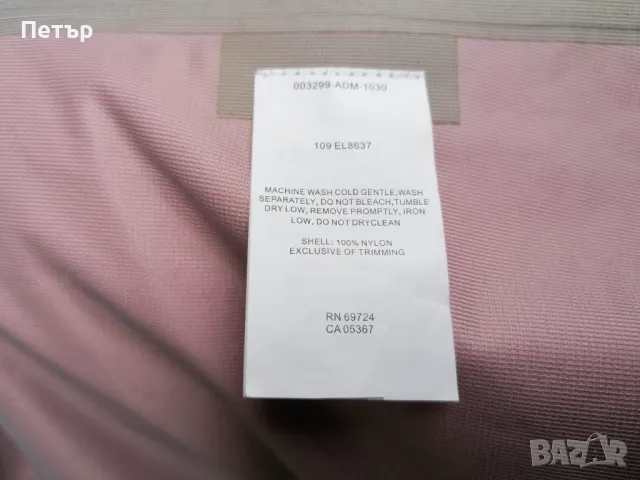 Петър
003299-ADM-1030
109 EL8637
MACHINE WASH COLD GENTLE,WASH
SEPARATELY, DO NOT BLEACH,TUMBLE
DRY LOW, REMOVE PROMPTLY, IRON
LOW, DO NOT DRYCLEAN
SHELL: 100% NYLON
EXCLUSIVE OF TRIMMING
RN 69724
CA 05367
BAZAR